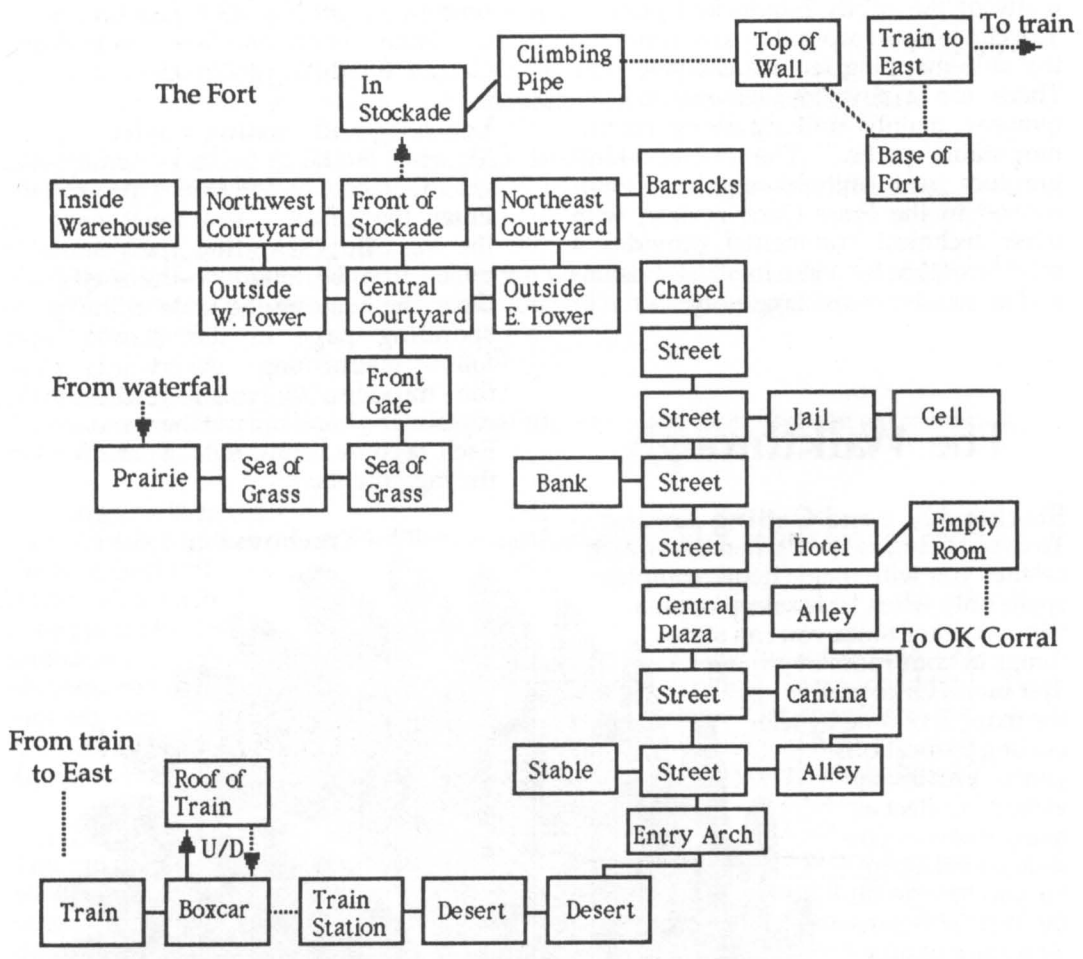 To train
The Fort
In
Stockade
Climbing
Pipe
Top of
Wall
Train to
East
Base of
Fort
Inside
Warehouse
Northwest
Courtyard
Front of
Stockade
Northeast
Courtyard
Barracks
Outside
W. Tower
Central
Courtyard
Outside
E. Tower
Chapel
Street
From waterfall
Front
Gate
Street
Jail
Cell
Prairie
Sea of
Grass
Sea of
Grass
Bank
Street
Street
Hotel
Empty
Room
Central
Plaza
Alley
To OK Corral
Street
Cantina
From train
to East
Roof of
Train
Stable
Street
Alley
U/D
Entry Arch
Train
Boxcar
Train
Station
Desert
Desert